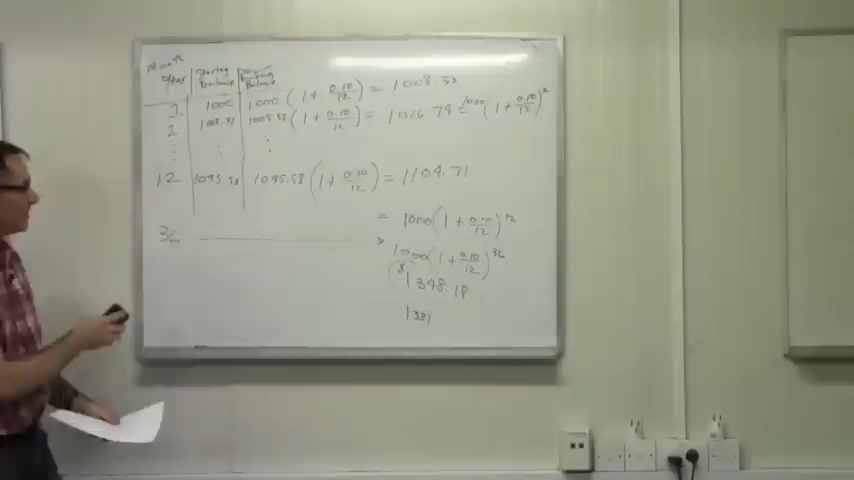 Month Starting Balance
Year
1 1000 1000 (1 + 0.10/12) = 1008.33
2 1008.33 1008.33 (1 + 0.10/12) = 1016.74 = 1000 (1 + 0.10/12)^2
⋮ ⋮ ⋮
12 1095.58 1095.58 (1 + 0.10/12) = 1104.71
= 1000 (1 + 0.10/12)^12
36 1000 (1 + 0.10/12)^36
1348.18
1331